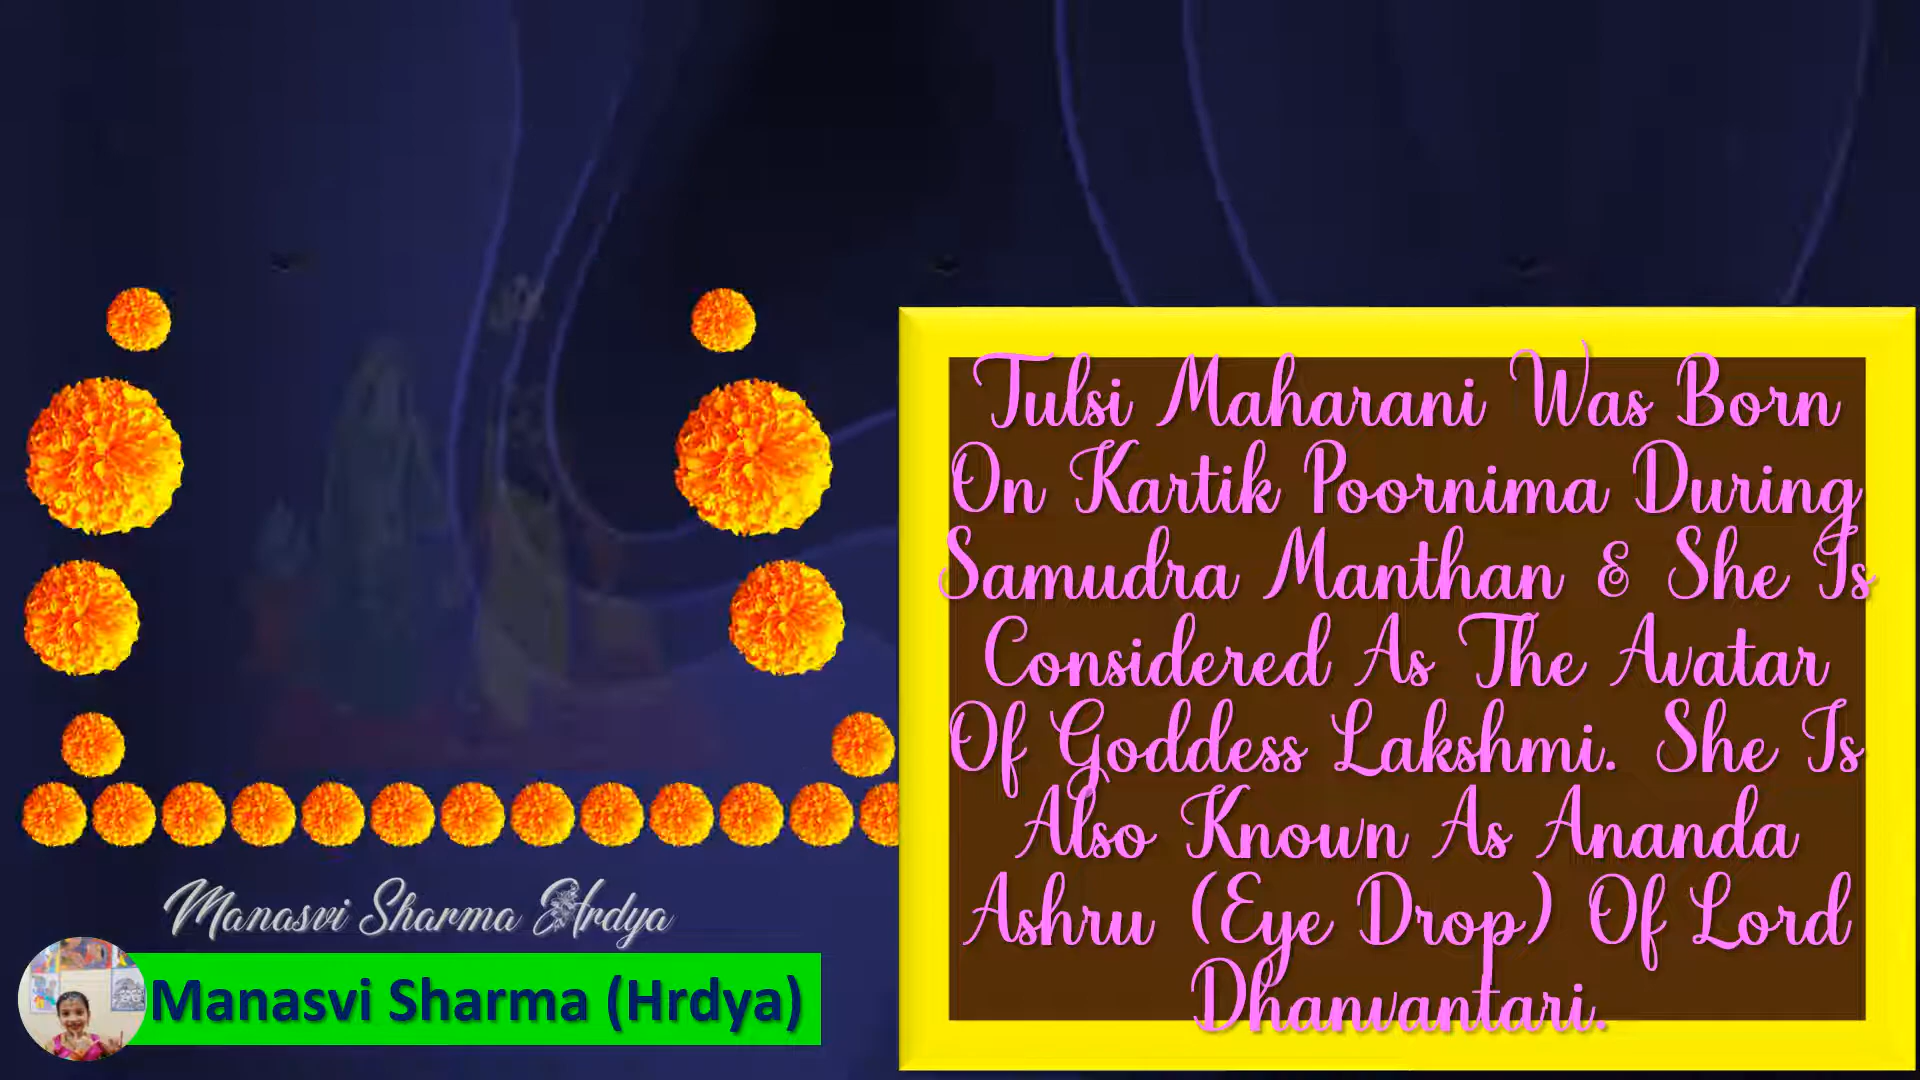 Tulsi Maharani Was Born
On Kartik Poornima During
Samudra Manthan & She Is
Considered As The Avatar
Of Goddess Lakshmi. She Is
Also Known As Ananda
Ashru (Eye Drop) Of Lord
Dhanvantari.
Manasvi Sharma Hrdya
Manasvi Sharma (Hrdya)